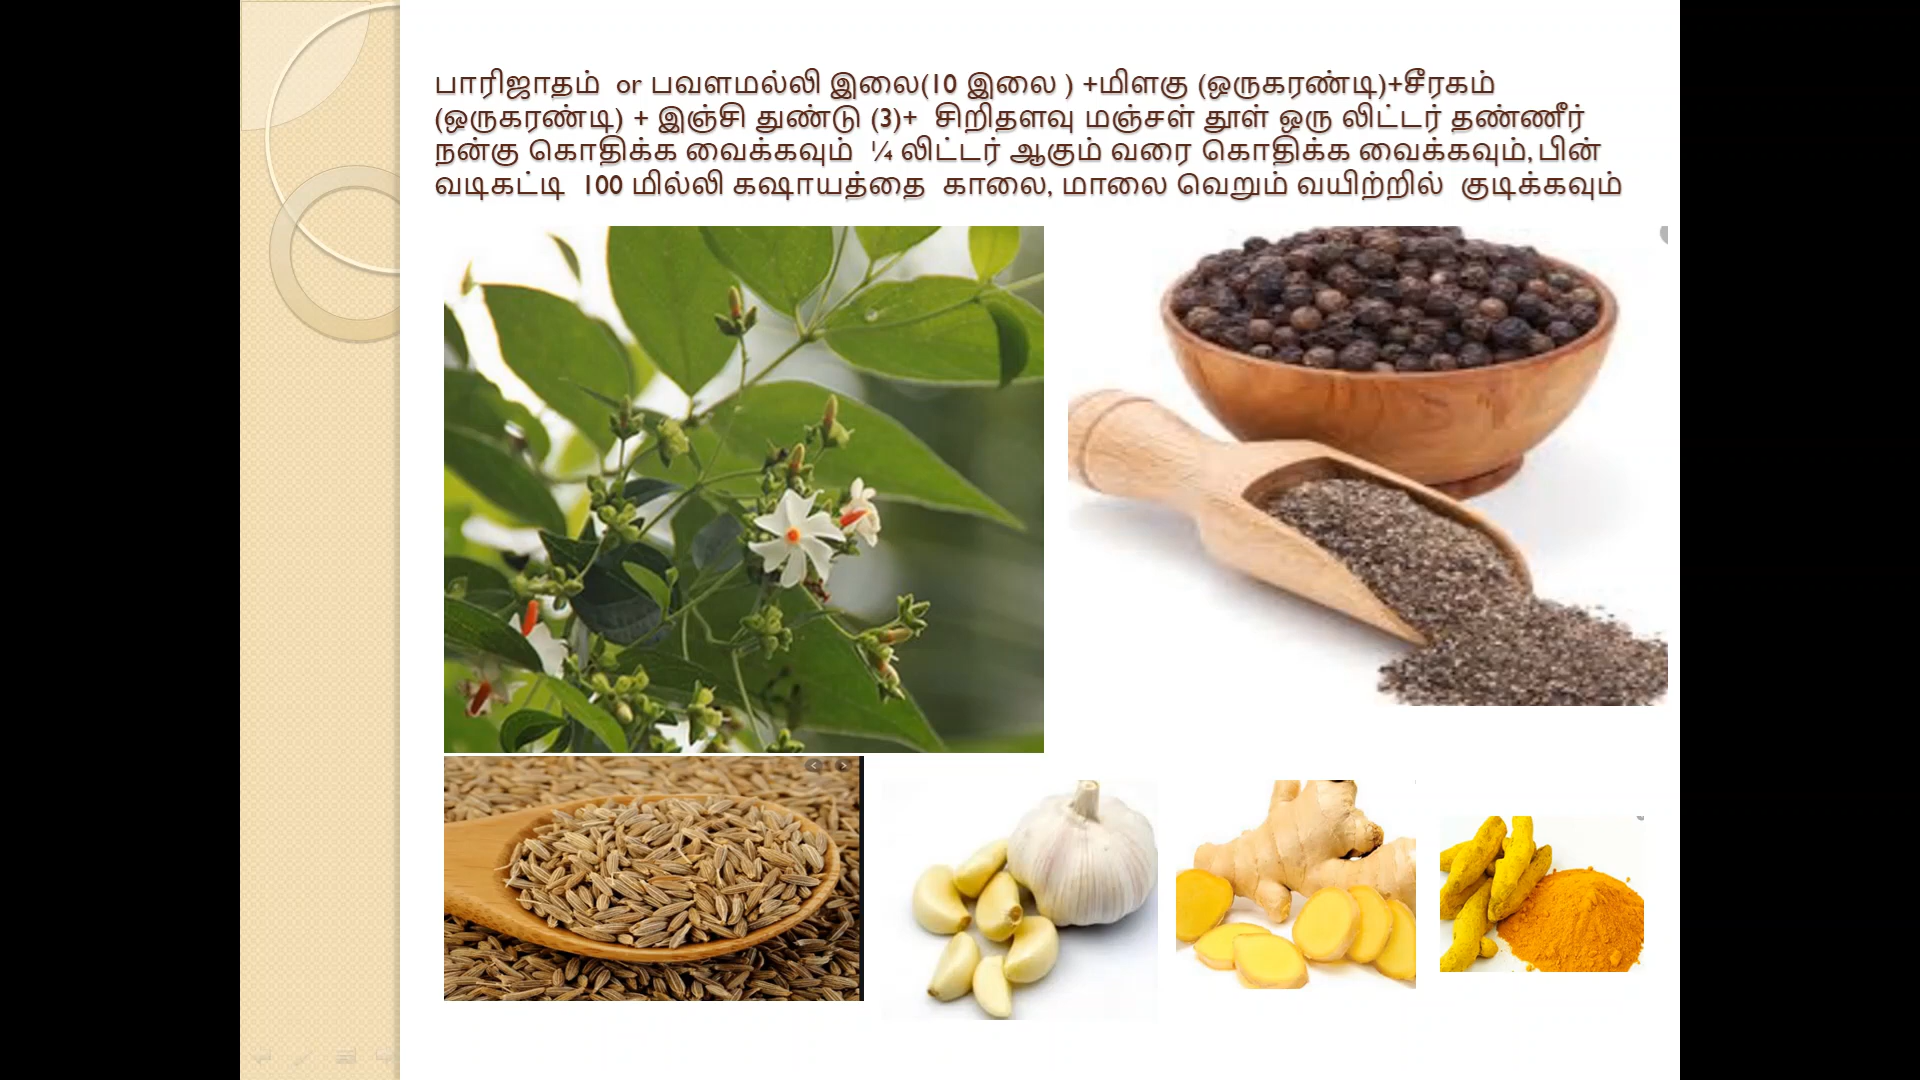 பாரிஜாதம் or பவளமல்லி இலை(10 இலை ) +மிளகு (ஒருகரண்டி)+சீரகம்
(ஒருகரண்டி) + இஞ்சி துண்டு (3)+ சிறிதளவு மஞ்சள் தூள் ஒரு லிட்டர் தண்ணீர்
நன்கு கொதிக்க வைக்கவும் ¼ லிட்டர் ஆகும் வரை கொதிக்க வைக்கவும், பின்
வடிகட்டி 100 மில்லி கஷாயத்தை காலை, மாலை வெறும் வயிற்றில் குடிக்கவும்